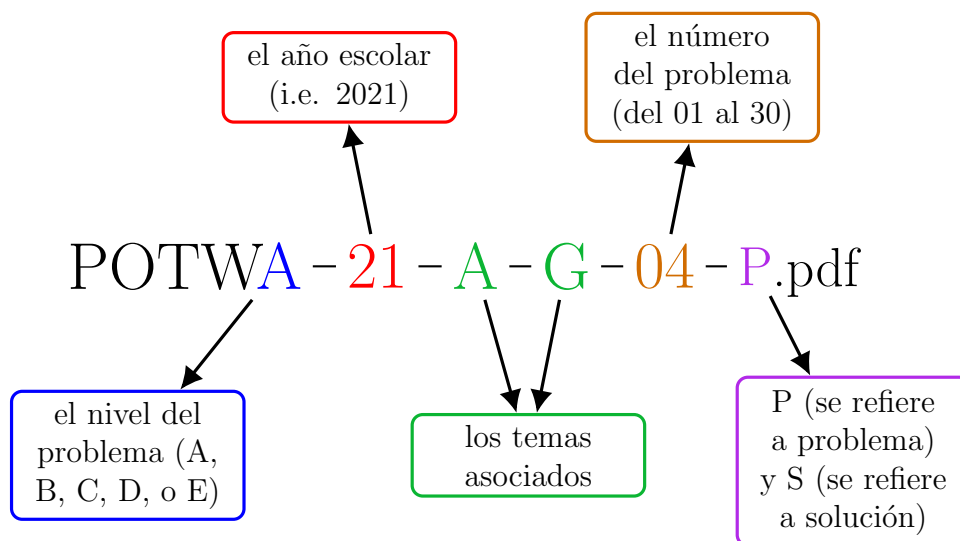 el año escolar
(i.e. 2021)
el número
del problema
(del 01 al 30)
POTWA – 21 – A – G – 04 – P.pdf
el nivel del
problema (A,
B, C, D, o E)
los temas
asociados
P (se refiere
a problema)
y S (se refiere
a solución)